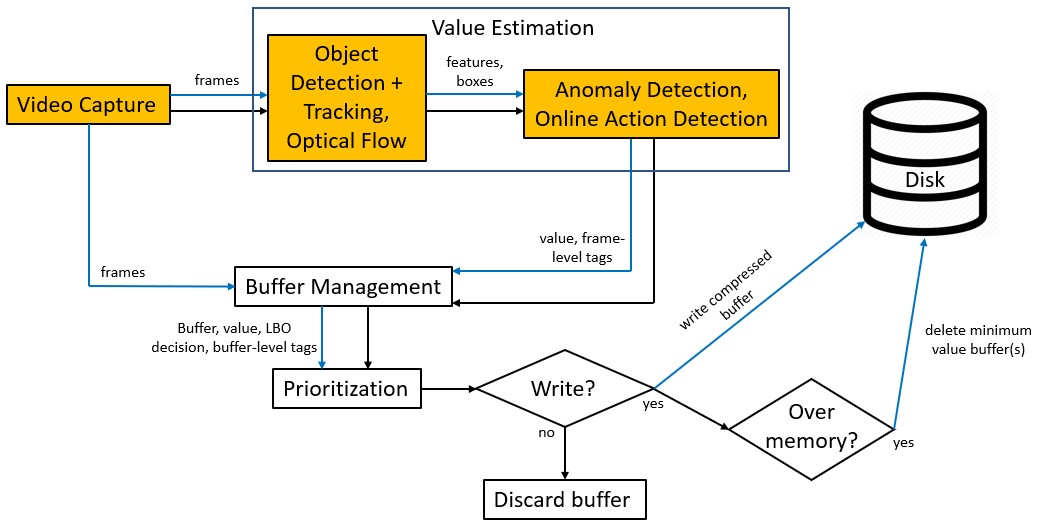 Value Estimation
Object
Detection +
Tracking,
Optical Flow
frames
features,
boxes
Video Capture
Anomaly Detection,
Online Action Detection
Disk
value, frame-
level tags
frames
Buffer Management
write compressed
buffer
Buffer, value, LBO
decision, buffer-level tags
delete minimum
value buffer(s)
Prioritization
Write?
yes
Over
memory?
yes
no
Discard buffer